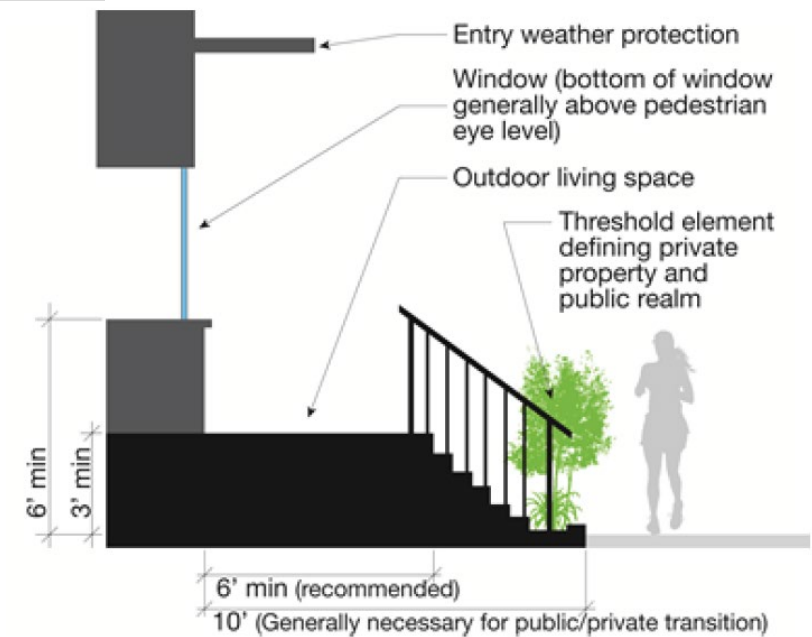 Entry weather protection
Window (bottom of window
generally above pedestrian
eye level)
Outdoor living space
Threshold element
defining private
property and
public realm
6' min
3' min
6' min (recommended)
10' (Generally necessary for public/private transition)